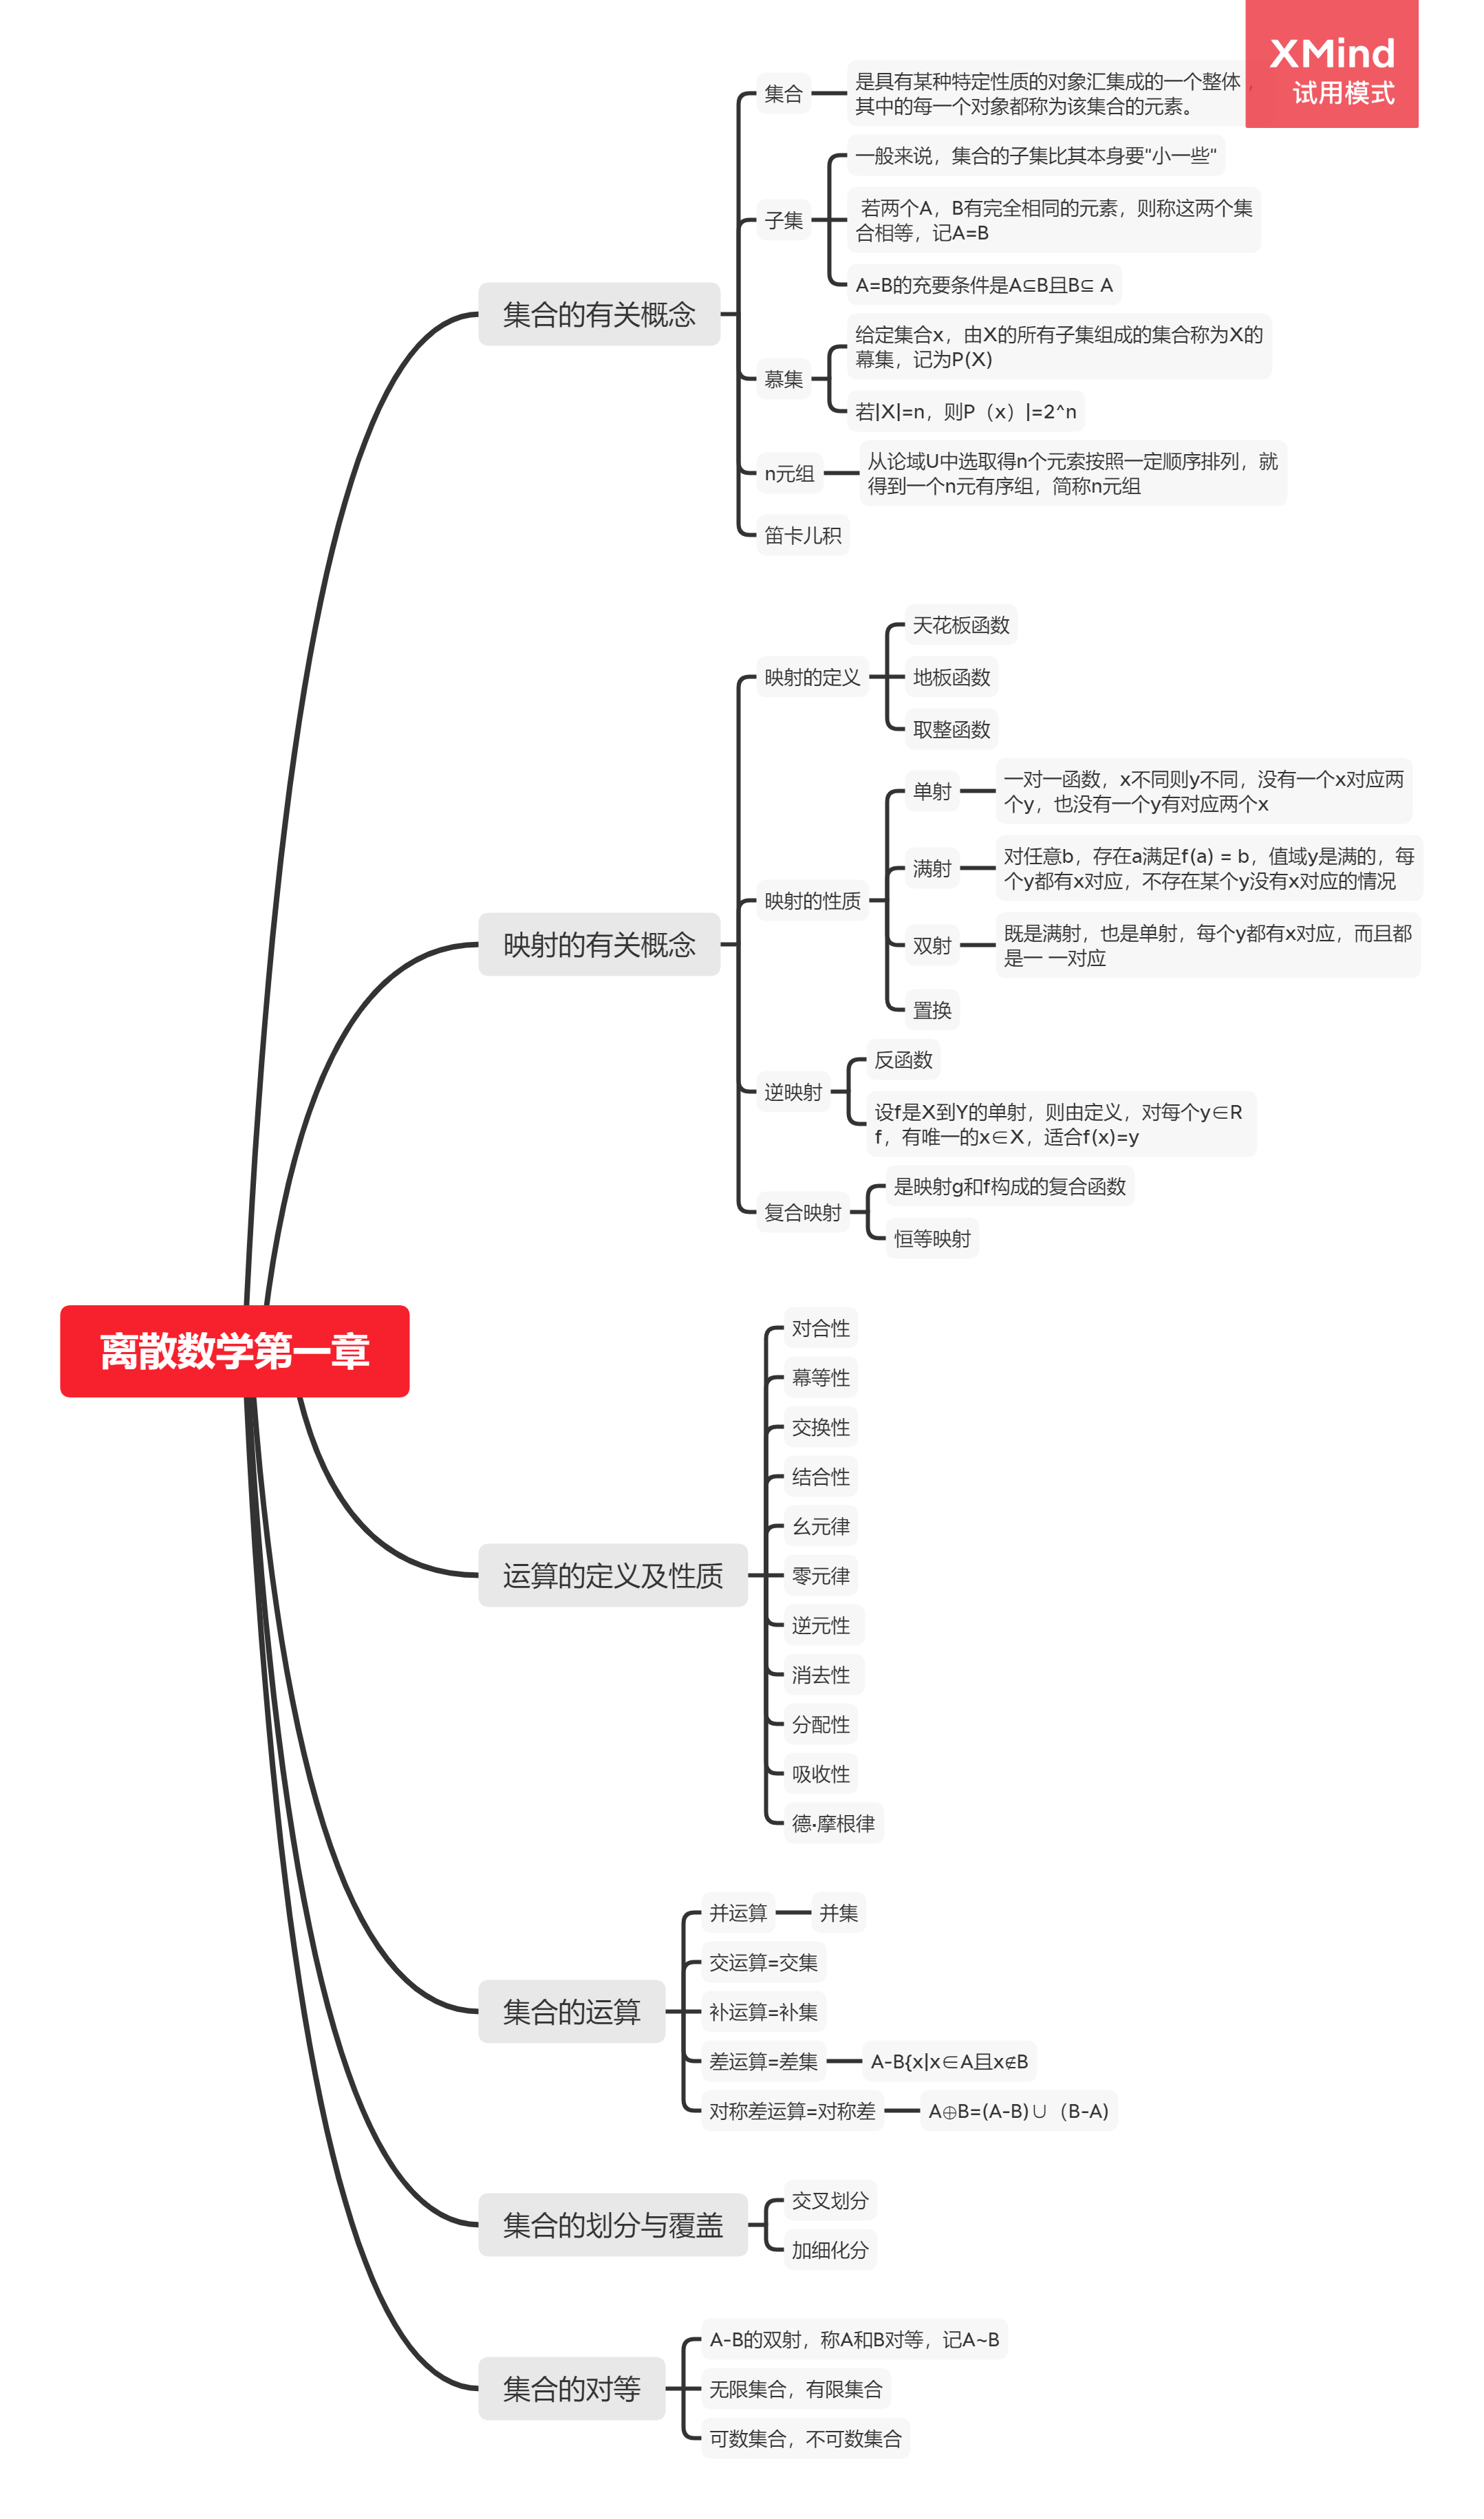 XMind
试用模式
离散数学第一章
集合的有关概念
集合
是具有某种特定性质的对象汇集成的一个整体，
其中的每一个对象都称为该集合的元素。
子集
一般来说，集合的子集比其本身要"小一些"
若两个A，B有完全相同的元素，则称这两个集
合相等，记A=B
A=B的充要条件是A⊆B且B⊆ A
慕集
给定集合x，由X的所有子集组成的集合称为X的
幕集，记为P(X)
若|X|=n，则P（x）|=2^n
n元组
从论域U中选取得n个元索按照一定顺序排列，就
得到一个n元有序组，简称n元组
笛卡儿积
映射的有关概念
映射的定义
天花板函数
地板函数
取整函数
映射的性质
单射
一对一函数，x不同则y不同，没有一个x对应两
个y，也没有一个y有对应两个x
满射
对任意b，存在a满足f(a) = b，值域y是满的，每
个y都有x对应，不存在某个y没有x对应的情况
双射
既是满射，也是单射，每个y都有x对应，而且都
是一 一对应
置换
逆映射
反函数
设f是X到Y的单射，则由定义，对每个y∈R
f，有唯一的x∈X，适合f(x)=y
复合映射
是映射g和f构成的复合函数
恒等映射
运算的定义及性质
对合性
幕等性
交换性
结合性
幺元律
零元律
逆元性
消去性
分配性
吸收性
德·摩根律
集合的运算
并运算
并集
交运算=交集
补运算=补集
差运算=差集
A-B{x|x∈A且x∉B
对称差运算=对称差
A⊕B=(A-B)∪（B-A)
集合的划分与覆盖
交叉划分
加细化分
集合的对等
A-B的双射，称A和B对等，记A~B
无限集合，有限集合
可数集合，不可数集合